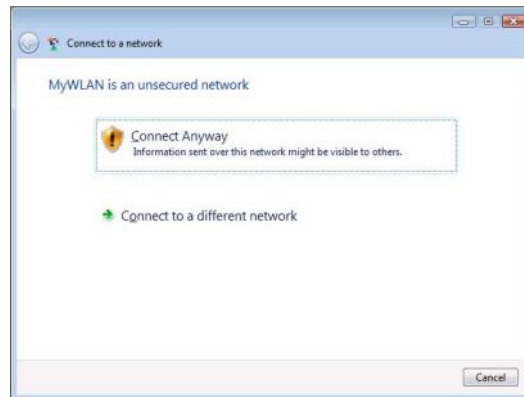 Connect to a network
MyWLAN is an unsecured network
Connect Anyway
Information sent over this network might be visible to others.
Connect to a different network
Cancel